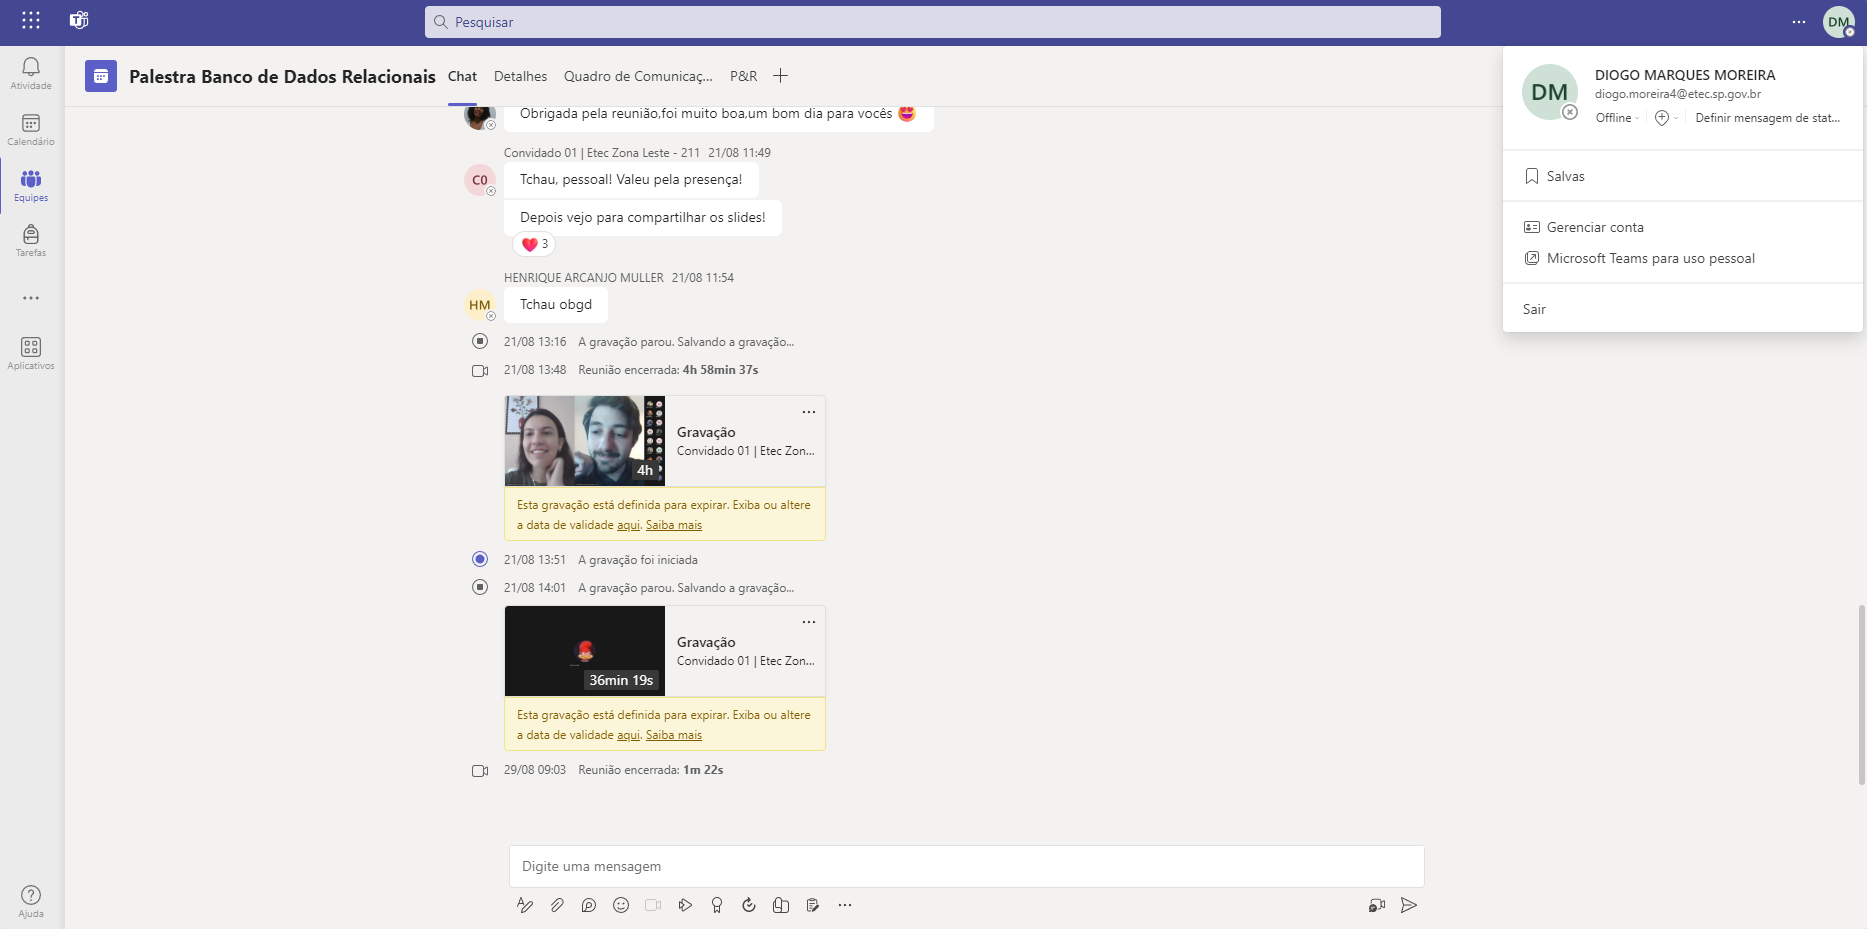 Pesquisar
DM
Atividade
Calendário
Equipes
Tarefas
Aplicativos
Ajuda
Palestra Banco de Dados Relacionais
Chat
Detalhes
Quadro de Comunicaç...
P&R
DM
DIOGO MARQUES MOREIRA
diogo.moreira4@etec.sp.gov.br
Offline
Definir mensagem de stat...
Salvas
Gerenciar conta
Microsoft Teams para uso pessoal
Sair
Obrigada pela reunião,foi muito boa,um bom dia para vocês 😍
Convidado 01 | Etec Zona Leste - 211 21/08 11:49
C0
Tchau, pessoal! Valeu pela presença!
Depois vejo para compartilhar os slides!
3
HENRIQUE ARCANJO MULLER 21/08 11:54
HM
Tchau obgd
21/08 13:16 A gravação parou. Salvando a gravação...
21/08 13:48 Reunião encerrada: 4h 58min 37s
4h
Gravação
Convidado 01 | Etec Zon...
Esta gravação está definida para expirar. Exiba ou altere
a data de validade aqui. Saiba mais
21/08 13:51 A gravação foi iniciada
21/08 14:01 A gravação parou. Salvando a gravação...
36min 19s
Gravação
Convidado 01 | Etec Zon...
Esta gravação está definida para expirar. Exiba ou altere
a data de validade aqui. Saiba mais
29/08 09:03 Reunião encerrada: 1m 22s
Digite uma mensagem